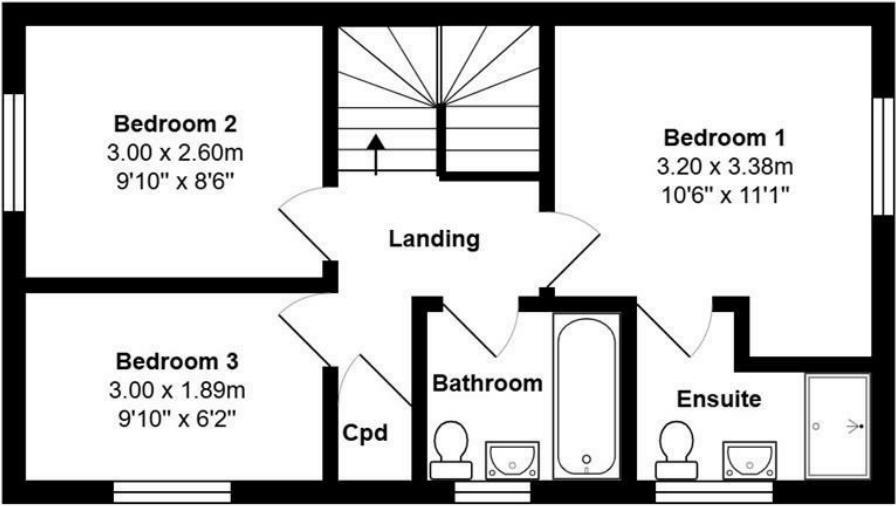 Bedroom 2
3.00 x 2.60m
9'10" x 8'6"
Bedroom 1
3.20 x 3.38m
10'6" x 11'1"
Landing
Bedroom 3
3.00 x 1.89m
9'10" x 6'2"
Cpd
Bathroom
Ensuite